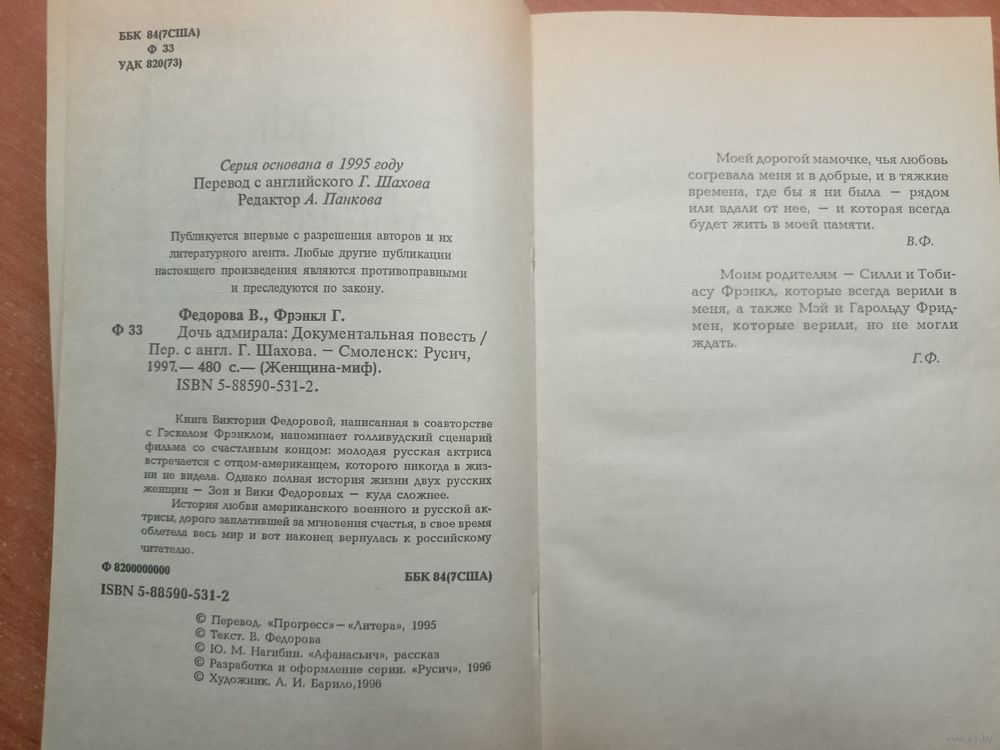 ББК 84(7США)
Ф 33
УДК 820(73)
Серия основана в 1995 году
Перевод с английского Г. Шахова
Редактор А. Панкова
Публикуется впервые с разрешения авторов и их
литературного агента. Любые другие публикации
настоящего произведения являются противоправными
и преследуются по закону.
Федорова В., Фрэнкл Г.
Ф 33 Дочь адмирала: Документальная повесть /
Пер. с англ. Г. Шахова. — Смоленск: Русич,
1997.— 480 с.— (Женщина-миф).
ISBN 5-88590-531-2.
Книга Виктории Федоровой, написанная в соавторстве
с Гэскелом Фрэнклом, напоминает голливудский сценарий
фильма со счастливым концом: молодая русская актриса
встречается с отцом-американцем, которого никогда в жиз-
ни не видела. Однако полная история жизни двух русских
женщин — Зои и Вики Федоровых — куда сложнее.
История любви американского военного и русской ак-
трисы, дорого заплатившей за мгновения счастья, в свое время
облетела весь мир и вот наконец вернулась к российскому
читателю.
Ф 8200000000
ББК 84(7США)
ISBN 5-88590-531-2
© Перевод. «Прогресс»—«Литера», 1995
© Текст. В. Федорова
© Ю. М. Нагибин. «Афанасьич», рассказ
© Разработка и оформление серии. «Русич», 1996
© Художник. А. И. Барило,1996
Моей дорогой мамочке, чья любовь
согревала меня и в добрые, и в тяжкие
времена, где бы я ни была — рядом
или вдали от нее, — и которая всегда
будет жить в моей памяти.
В.Ф.
Моим родителям — Силли и Тоби-
асу Фрэнкл, которые всегда верили в
меня, а также Мэй и Гарольду Фрид-
мен, которые верили, но не могли
ждать.
Г.Ф.
www.ay.by